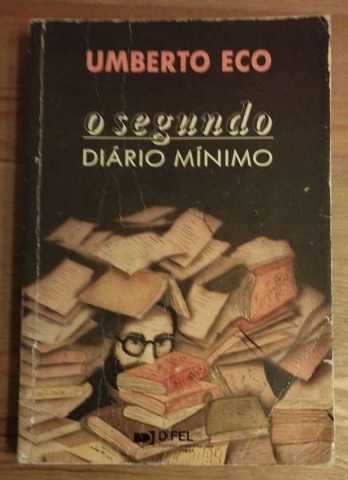 UMBERTO ECO
o segundo
DIÁRIO MÍNIMO
DIFEL